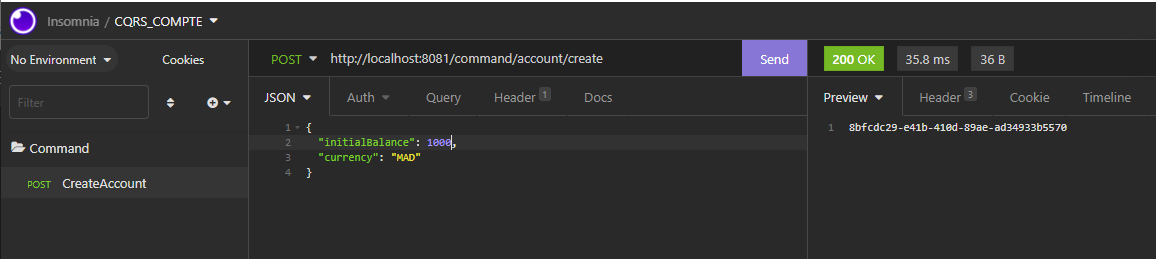 Insomnia / CQRS_COMPTE
No Environment
Cookies
Filter
Command
POST CreateAccount
POST http://localhost:8081/command/account/create Send
JSON Auth Query Header 1 Docs
1 {
2 "initialBalance": 1000,
3 "currency": "MAD"
4 }
200 OK 35.8 ms 36 B
Preview Header 3 Cookie Timeline
1 8bfcdc29-e41b-410d-89ae-ad34933b5570